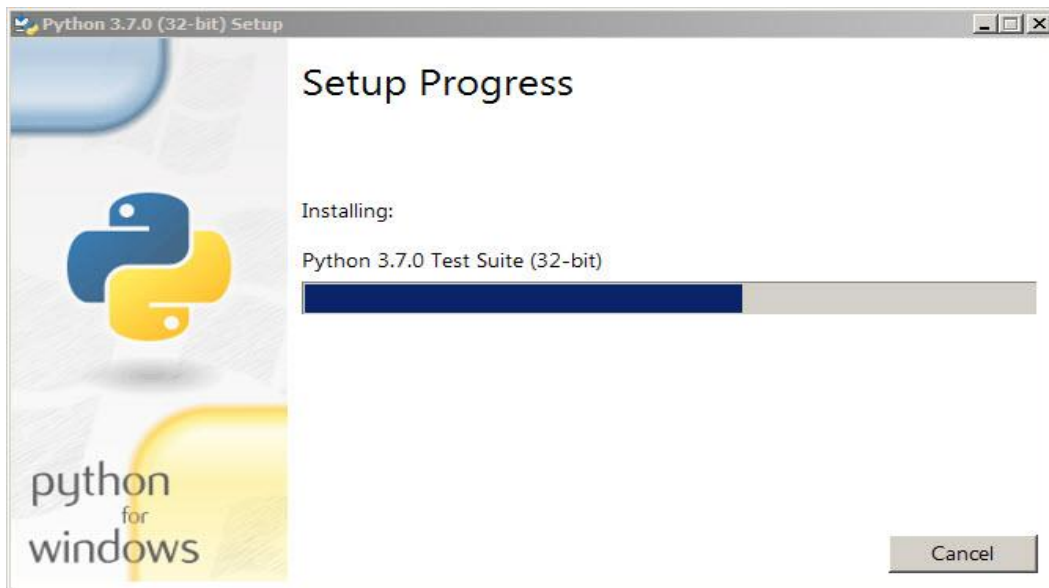 Python 3.7.0 (32-bit) Setup
Setup Progress
Installing:
Python 3.7.0 Test Suite (32-bit)
python
for
windows
Cancel